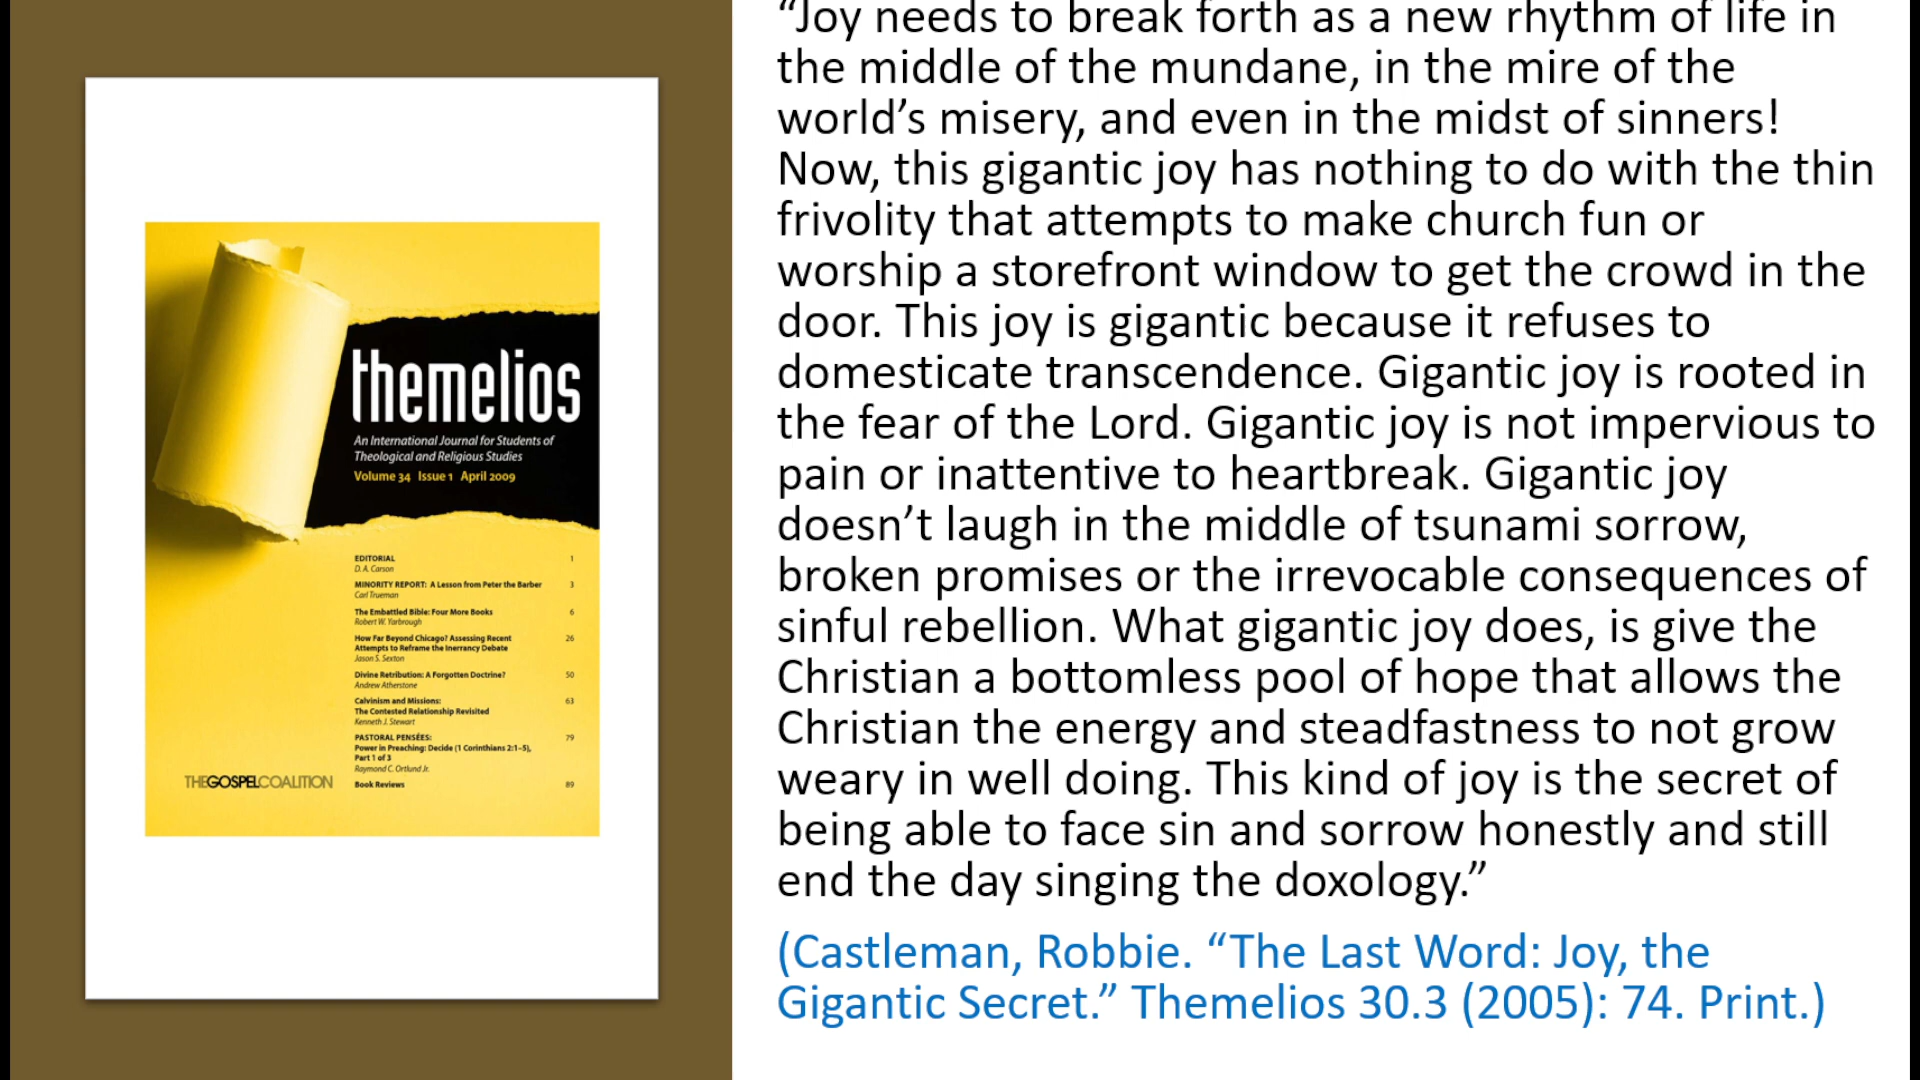 themelios
An International Journal for Students of
Theological and Religious Studies
Volume 34 Issue 1 April 2009
EDITORIAL 1
D. A. Carson
MINORITY REPORT: A Lesson from Peter the Barber 3
Carl Trueman
The Embattled Bible: Four More Books 6
Robert W. Yarbrough
How Far Beyond Chicago? Assessing Recent 26
Attempts to Reframe the Inerrancy Debate
Jason S. Sexton
Divine Retribution: A Forgotten Doctrine? 50
Andrew Atherstone
Calvinism and Missions: 63
The Contested Relationship Revisited
Kenneth J. Stewart
PASTORAL PENSÉES: 79
Power in Preaching: Decide (1 Corinthians 2:1–5),
Part 1 of 3
Raymond C. Ortlund Jr.
Book Reviews 89
THEGOSPELCOALITION
“Joy needs to break forth as a new rhythm of life in
the middle of the mundane, in the mire of the
world’s misery, and even in the midst of sinners!
Now, this gigantic joy has nothing to do with the thin
frivolity that attempts to make church fun or
worship a storefront window to get the crowd in the
door. This joy is gigantic because it refuses to
domesticate transcendence. Gigantic joy is rooted in
the fear of the Lord. Gigantic joy is not impervious to
pain or inattentive to heartbreak. Gigantic joy
doesn’t laugh in the middle of tsunami sorrow,
broken promises or the irrevocable consequences of
sinful rebellion. What gigantic joy does, is give the
Christian a bottomless pool of hope that allows the
Christian the energy and steadfastness to not grow
weary in well doing. This kind of joy is the secret of
being able to face sin and sorrow honestly and still
end the day singing the doxology.”
(Castleman, Robbie. “The Last Word: Joy, the
Gigantic Secret.” Themelios 30.3 (2005): 74. Print.)